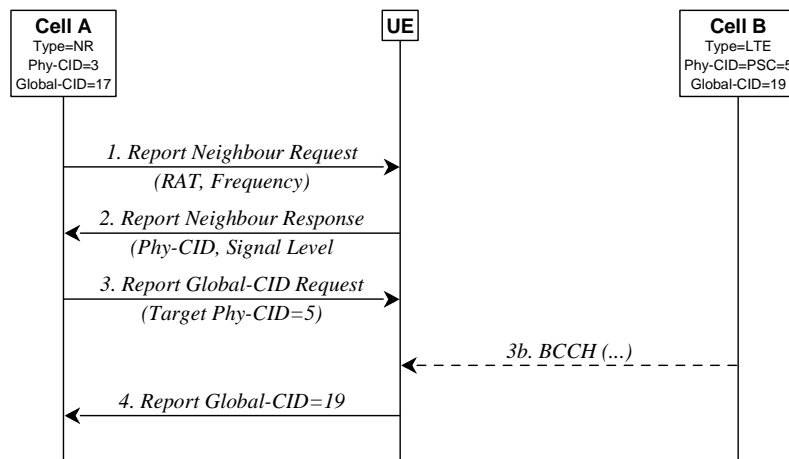 Cell A
Type=NR
Phy-CID=3
Global-CID=17
UE
Cell B
Type=LTE
Phy-CID=PSC=5
Global-CID=19
1. Report Neighbour Request
(RAT, Frequency)
2. Report Neighbour Response
(Phy-CID, Signal Level
3. Report Global-CID Request
(Target Phy-CID=5)
3b. BCCH (...)
4. Report Global-CID=19